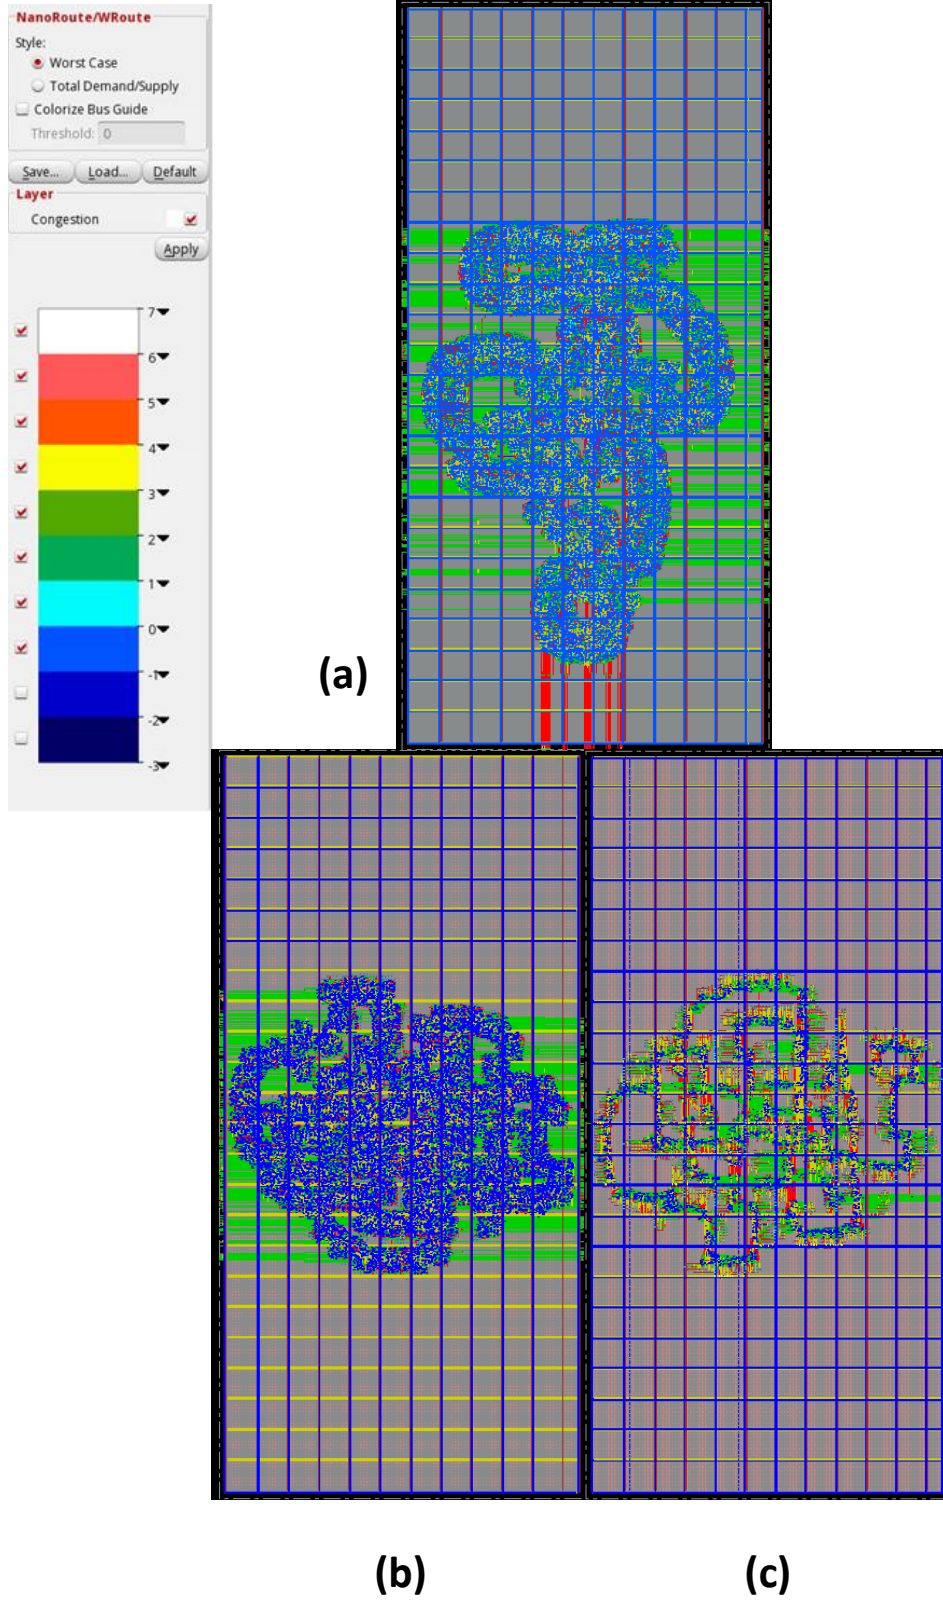 NanoRoute/WRoute
Style:
Worst Case
Total Demand/Supply
Colorize Bus Guide
Threshold: 0
Save... Load... Default
Layer
Congestion
Apply
7
6
5
4
3
2
1
0
-1
-2
-3
(a)
(b) (c)